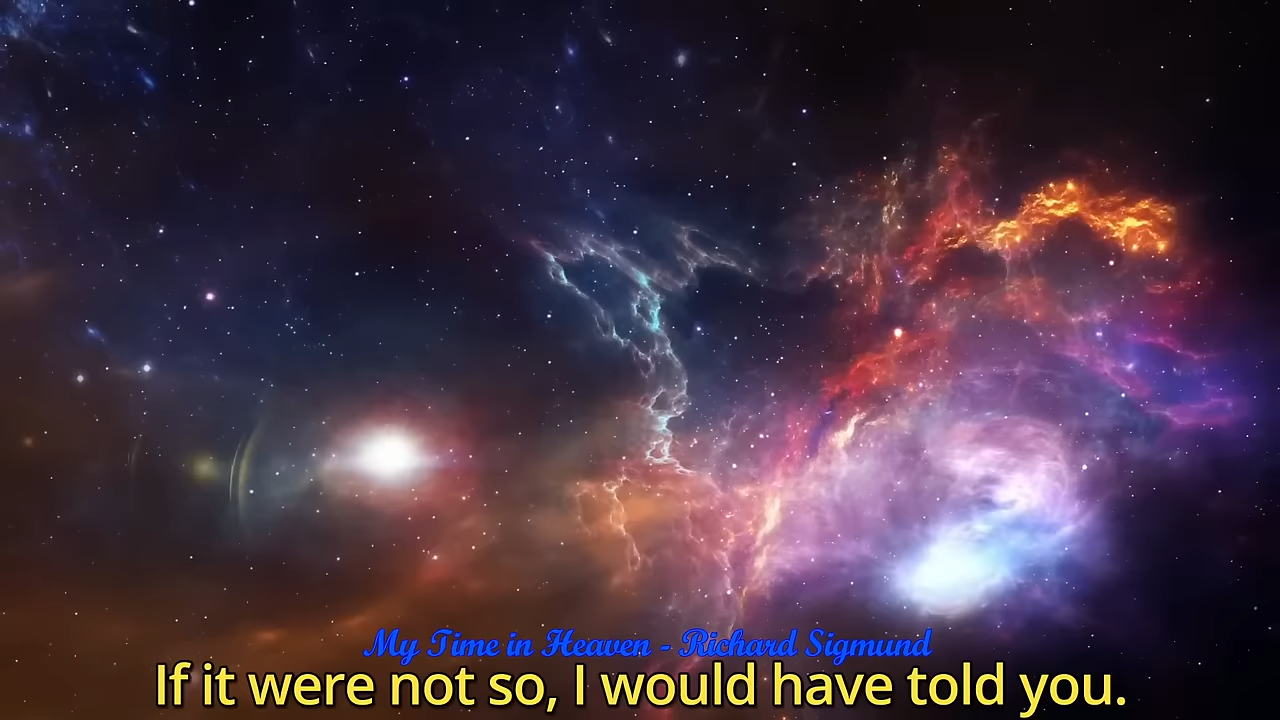 My Time in Heaven - Richard Sigmund
If it were not so, I would have told you.